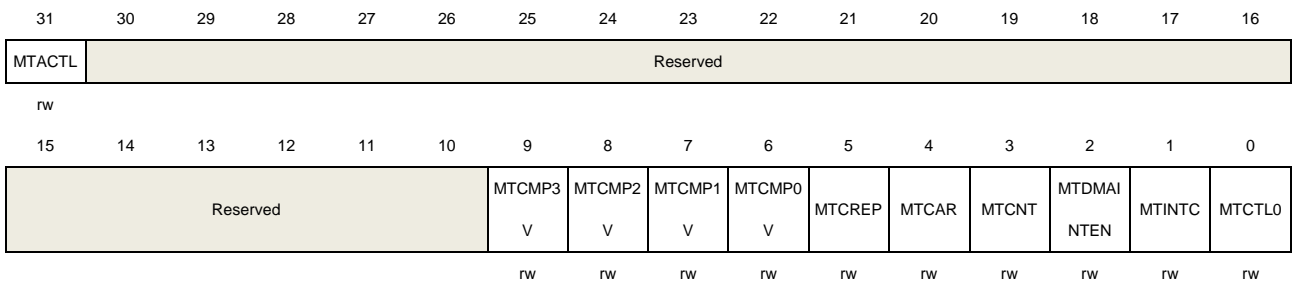 31 30 29 28 27 26 25 24 23 22 21 20 19 18 17 16
MTACTL Reserved
rw
15 14 13 12 11 10 9 8 7 6 5 4 3 2 1 0
Reserved MTCMP3 V MTCMP2 V MTCMP1 V MTCMP0 V MTCREP MTCAR MTCNT MTDMAI NTEN MTINTC MTCTL0
rw rw rw rw rw rw rw rw rw rw